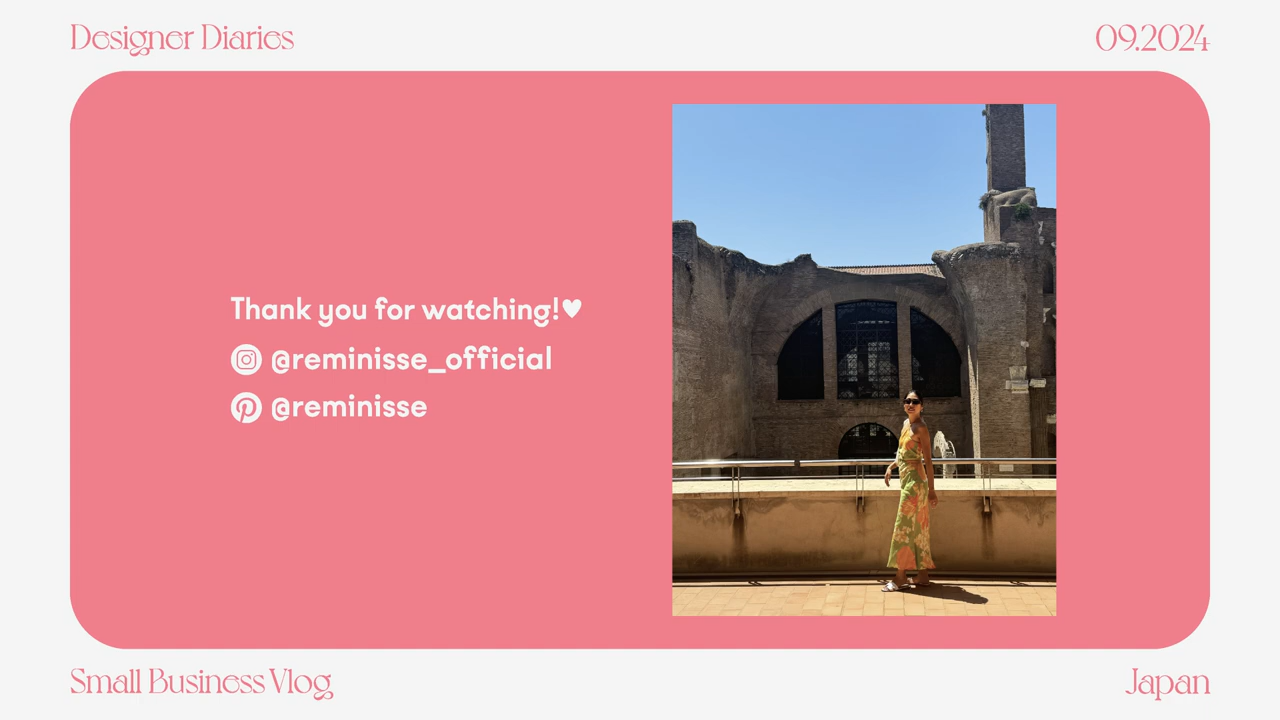 Designer Diaries
09.2024
Thank you for watching!♥
@reminisse_official
@reminisse
Small Business Vlog
Japan